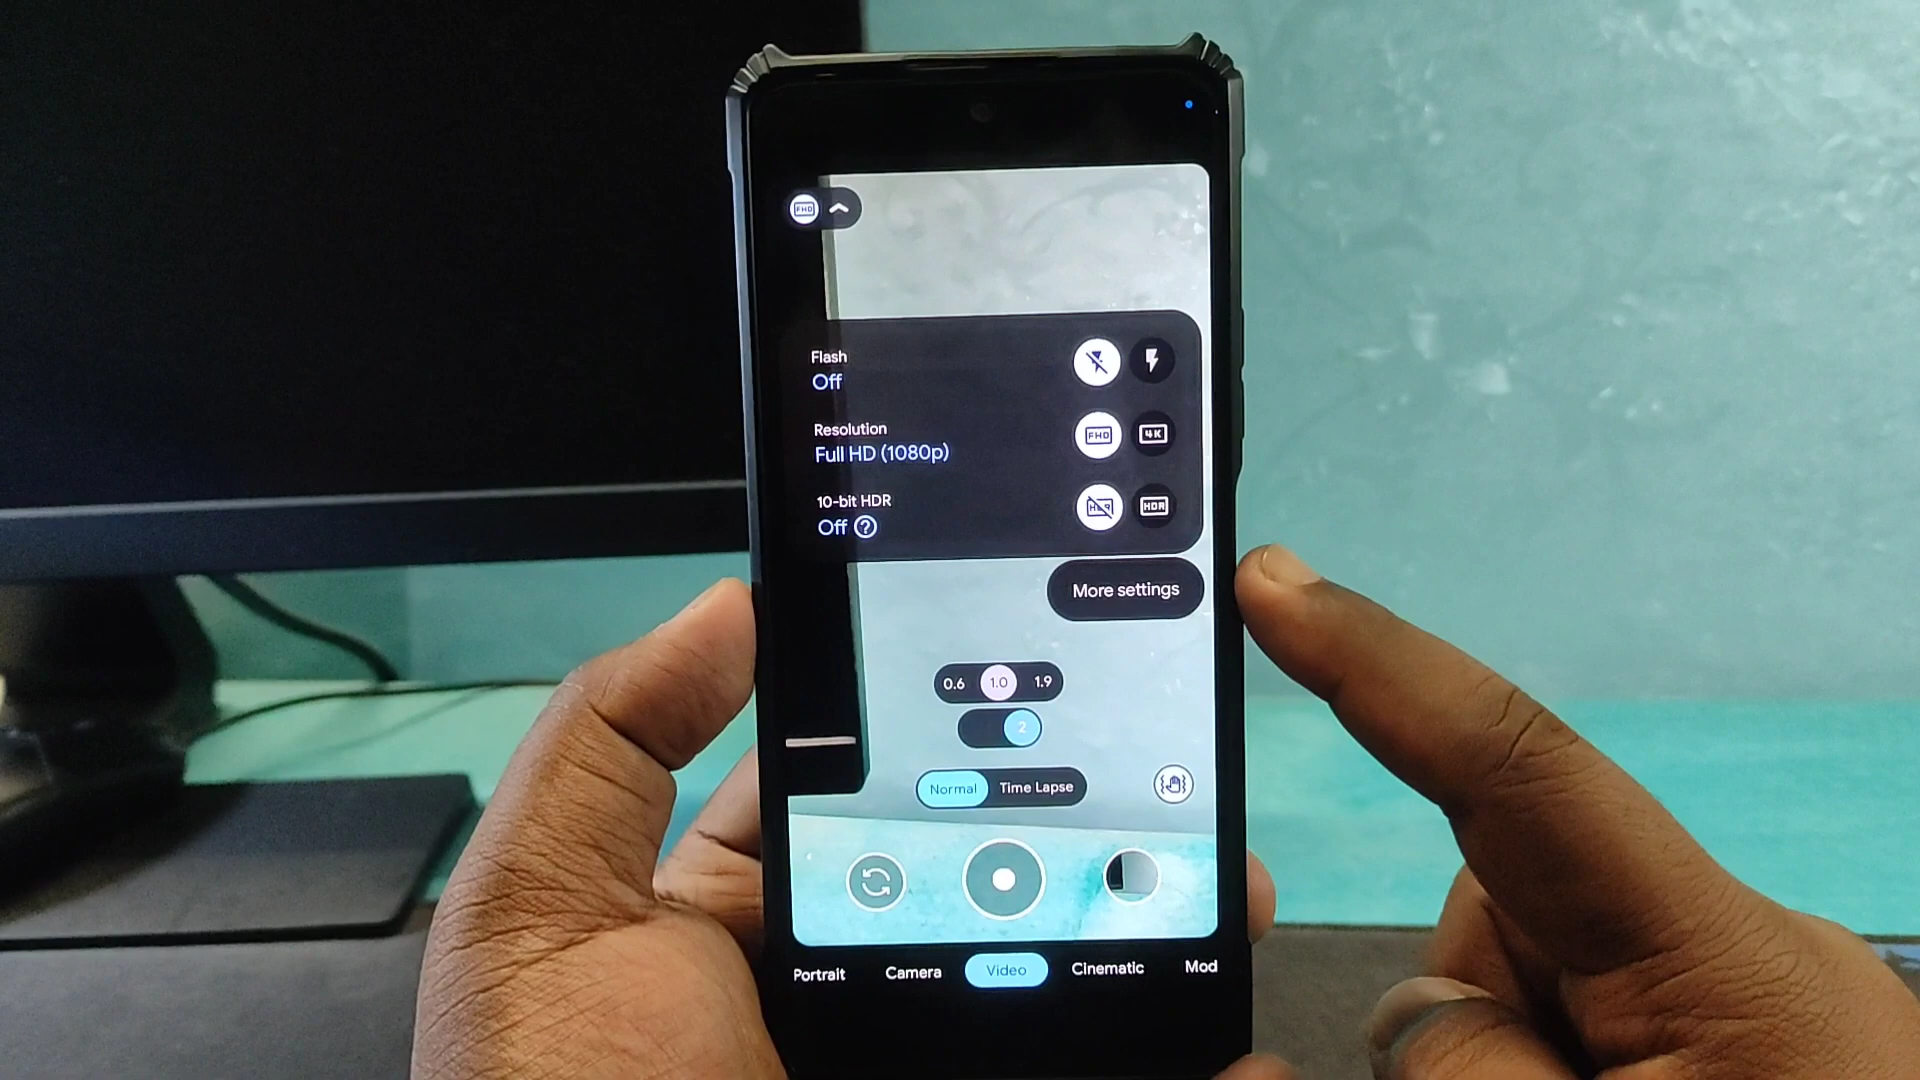 FHD
Flash
Off
Resolution
Full HD (1080p)
FHD 4K
10-bit HDR
Off ?
HDR HDR
More settings
0.6 1.0 1.9
2
Normal Time Lapse
Portrait Camera Video Cinematic Mod